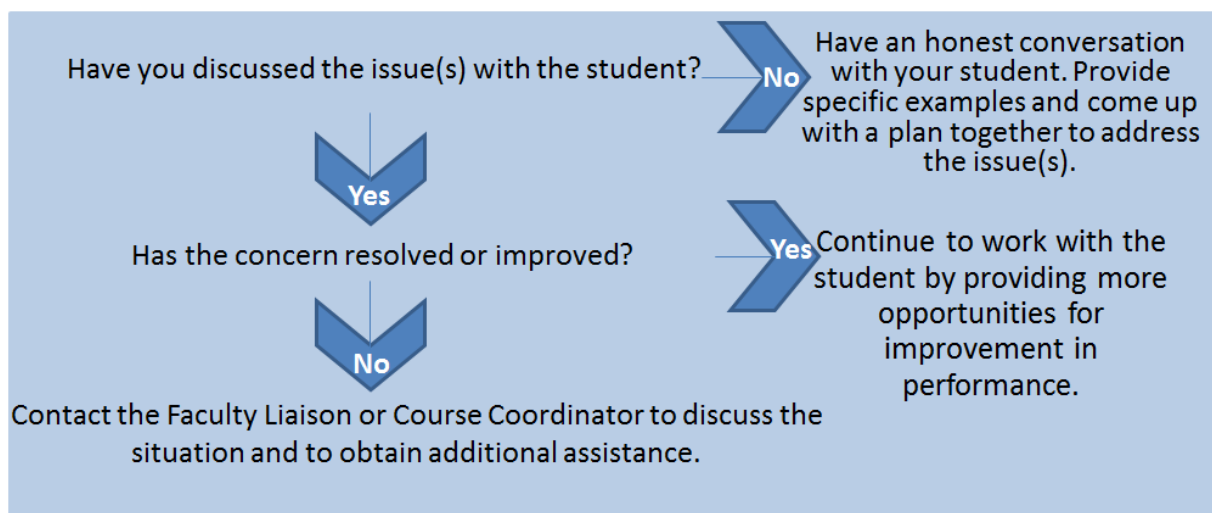 Have you discussed the issue(s) with the student?
No
Have an honest conversation
with your student. Provide
specific examples and come up
with a plan together to address
the issue(s).
Yes
Has the concern resolved or improved?
Yes
Continue to work with the
student by providing more
opportunities for
improvement in
performance.
No
Contact the Faculty Liaison or Course Coordinator to discuss the
situation and to obtain additional assistance.